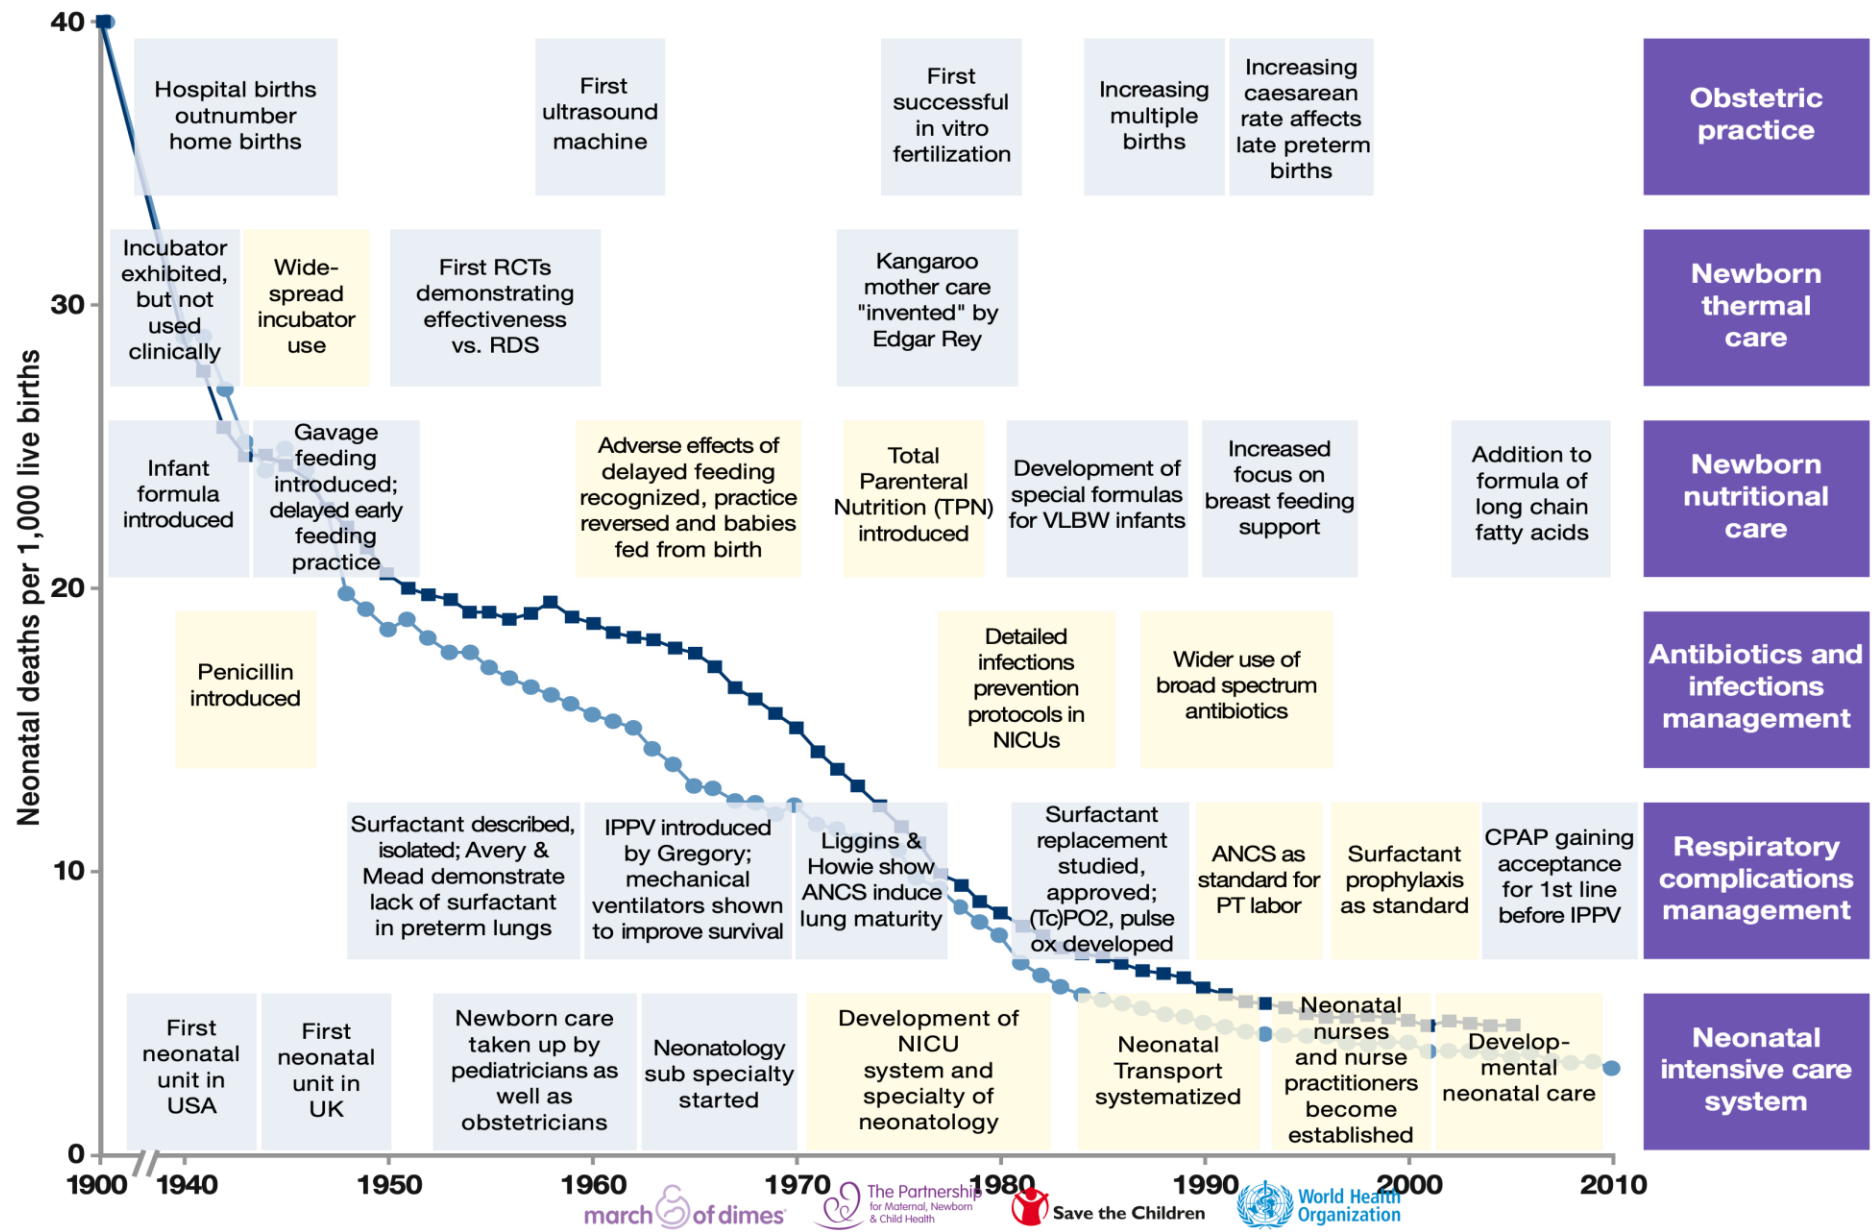 Neonatal deaths per 1,000 live births
40
30
20
10
0
1900
1940
1950
1960
1970
1980
1990
2000
2010
Hospital births
outnumber
home births
First
ultrasound
machine
First
successful
in vitro
fertilization
Increasing
multiple
births
Increasing
caesarean
rate affects
late preterm
births
Obstetric
practice
Incubator
exhibited,
but not
used
clinically
Wide-
spread
incubator
use
First RCTs
demonstrating
effectiveness
vs. RDS
Kangaroo
mother care
"invented" by
Edgar Rey
Newborn
thermal
care
Infant
formula
introduced
Gavage
feeding
introduced;
delayed early
feeding
practice
Adverse effects of
delayed feeding
recognized, practice
reversed and babies
fed from birth
Total
Parenteral
Nutrition (TPN)
introduced
Development of
special formulas
for VLBW infants
Increased
focus on
breast feeding
support
Addition to
formula of
long chain
fatty acids
Newborn
nutritional
care
Penicillin
introduced
Detailed
infections
prevention
protocols in
NICUs
Wider use of
broad spectrum
antibiotics
Antibiotics and
infections
management
Surfactant described,
isolated; Avery &
Mead demonstrate
lack of surfactant
in preterm lungs
IPPV introduced
by Gregory;
mechanical
ventilators shown
to improve survival
Liggins &
Howie show
ANCS induce
lung maturity
Surfactant
replacement
studied,
approved;
(Tc)PO2, pulse
ox developed
ANCS as
standard for
PT labor
Surfactant
prophylaxis
as standard
CPAP gaining
acceptance
for 1st line
before IPPV
Respiratory
complications
management
First
neonatal
unit in
USA
First
neonatal
unit in
UK
Newborn care
taken up by
pediatricians as
well as
obstetricians
Neonatology
sub specialty
started
Development of
NICU
system and
specialty of
neonatology
Neonatal
Transport
systematized
Neonatal
nurses
and nurse
practitioners
become
established
Develop-
mental
neonatal care
Neonatal
intensive care
system
march of dimes
The Partnership
for Maternal, Newborn
& Child Health
Save the Children
World Health
Organization